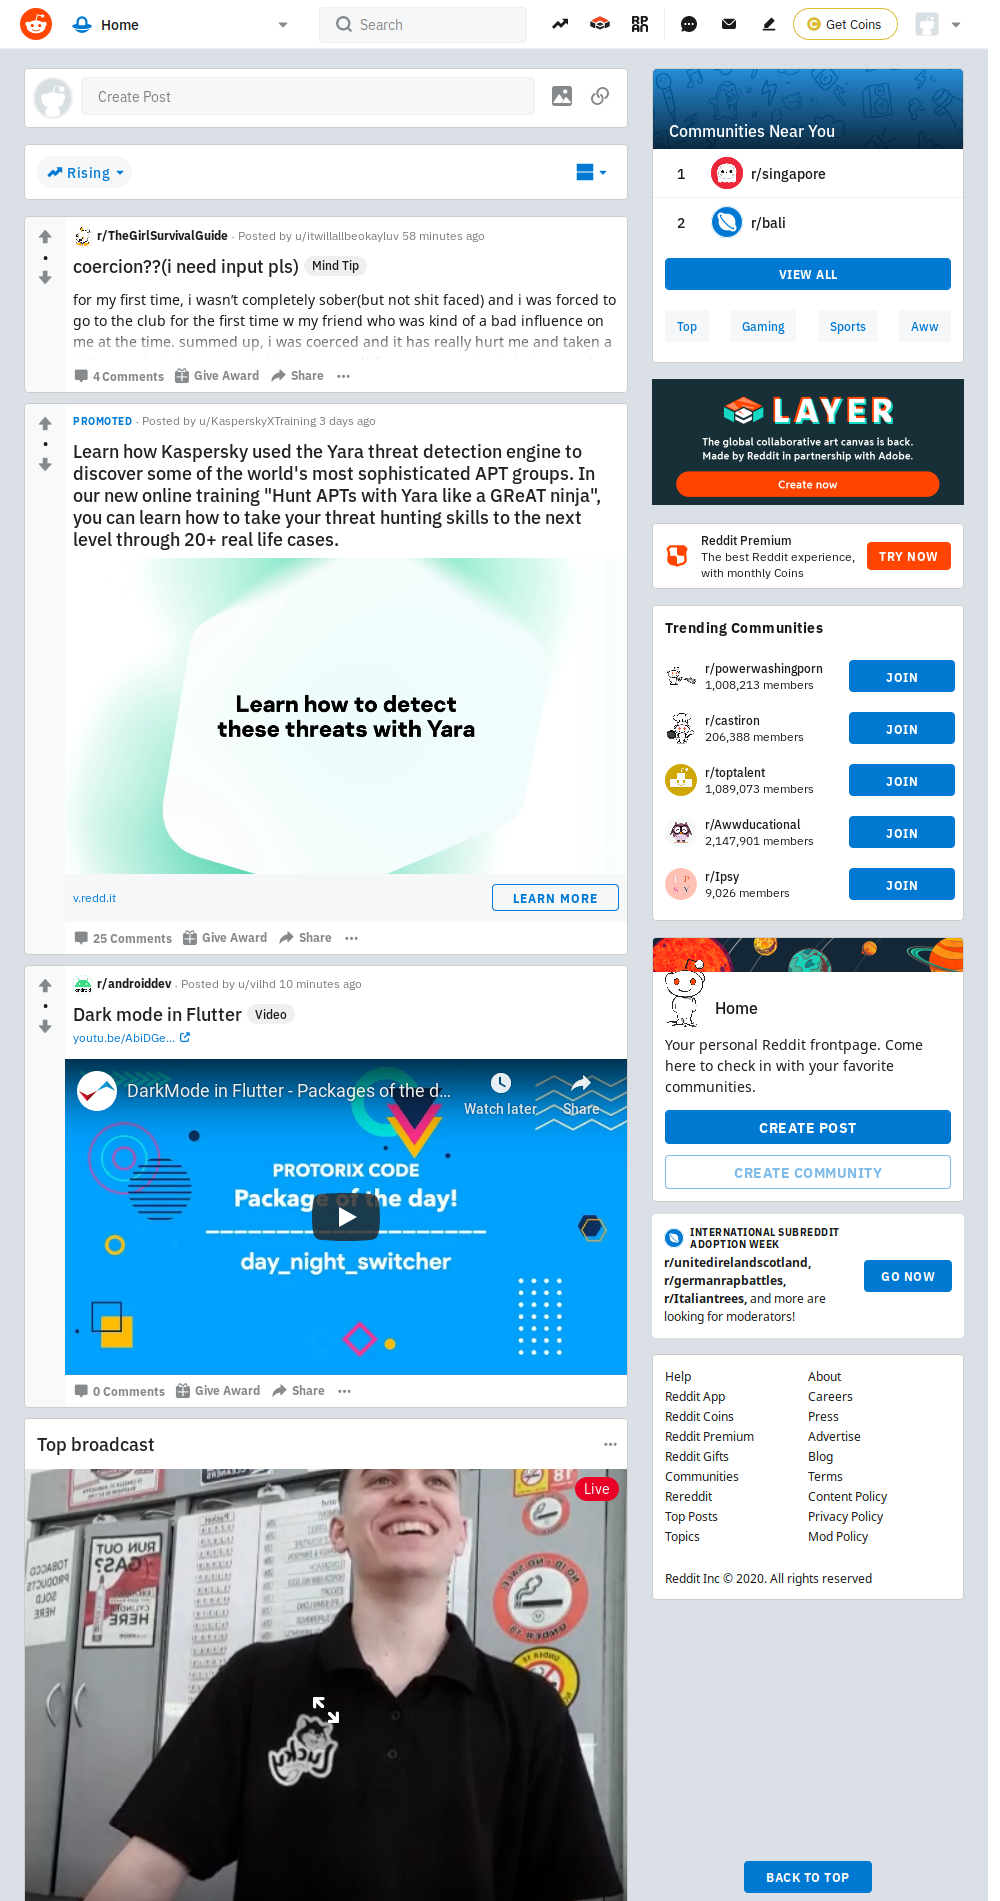 Home
Search
Get Coins
Create Post
Rising
r/TheGirlSurvivalGuide · Posted by u/itwillallbeokayluv 58 minutes ago
coercion??(i need input pls) Mind Tip
for my first time, i wasn't completely sober(but not shit faced) and i was forced to
go to the club for the first time w my friend who was kind of a bad influence on
me at the time. summed up, i was coerced and it has really hurt me and taken a
4 Comments Give Award Share
PROMOTED · Posted by u/KasperskyXTraining 3 days ago
Learn how Kaspersky used the Yara threat detection engine to
discover some of the world's most sophisticated APT groups. In
our new online training "Hunt APTs with Yara like a GReAT ninja",
you can learn how to take your threat hunting skills to the next
level through 20+ real life cases.
Learn how to detect
these threats with Yara
v.redd.it
LEARN MORE
25 Comments Give Award Share
r/androiddev · Posted by u/vilhd 10 minutes ago
Dark mode in Flutter Video
youtu.be/AbiDGe...
DarkMode in Flutter - Packages of the d...
Watch later
Share
PROTORIX CODE
Package of the day!
day_night_switcher
0 Comments Give Award Share
Top broadcast
Live
RUN OUT
GAS?
HERE
TOBACCO
PRODUCTS
SOLD
HERE
UNDER 18
Lucky
Communities Near You
1 r/singapore
2 r/bali
VIEW ALL
Top Gaming Sports Aww
LAYER
The global collaborative art canvas is back.
Made by Reddit in partnership with Adobe.
Create now
Reddit Premium
The best Reddit experience,
with monthly Coins
TRY NOW
Trending Communities
r/powerwashingporn
1,008,213 members
JOIN
r/castiron
206,388 members
JOIN
r/toptalent
1,089,073 members
JOIN
r/Awwducational
2,147,901 members
JOIN
r/Ipsy
9,026 members
JOIN
Home
Your personal Reddit frontpage. Come
here to check in with your favorite
communities.
CREATE POST
CREATE COMMUNITY
INTERNATIONAL SUBREDDIT
ADOPTION WEEK
r/unitedirelandscotland,
r/germanrapbattles,
r/Italiantrees, and more are
looking for moderators!
GO NOW
Help
Reddit App
Reddit Coins
Reddit Premium
Reddit Gifts
Communities
Rereddit
Top Posts
Topics
About
Careers
Press
Advertise
Blog
Terms
Content Policy
Privacy Policy
Mod Policy
Reddit Inc © 2020. All rights reserved
BACK TO TOP